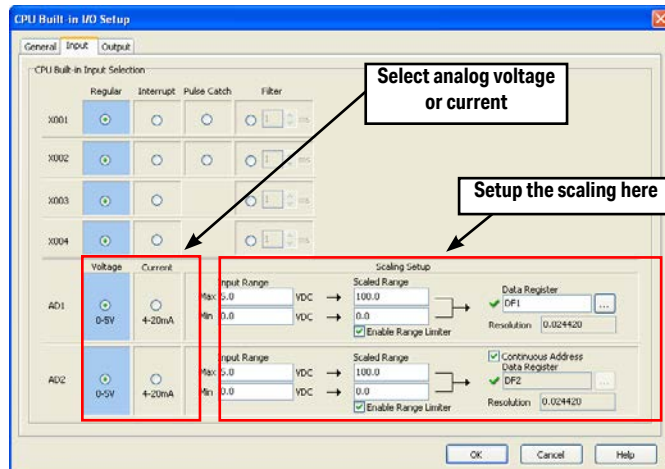 CPU Built-in I/O Setup
General Input Output
CPU Built-in Input Selection
Select analog voltage
or current
Regular Interrupt Pulse Catch Filter
X001 1 ms
X002 1 ms
Setup the scaling here
X003 1 ms
X004 1 ms
Voltage Current Scaling Setup
AD1
0-5V 4-20mA
Input Range Scaled Range Data Register
Max 5.0 VDC 100.0 DF1 ...
Min 0.0 VDC 0.0 Resolution 0.024420
Enable Range Limiter
AD2
0-5V 4-20mA
Input Range Scaled Range Continuous Address
Data Register
Max 5.0 VDC 100.0 DF2 ...
Min 0.0 VDC 0.0 Resolution 0.024420
Enable Range Limiter
OK Cancel Help